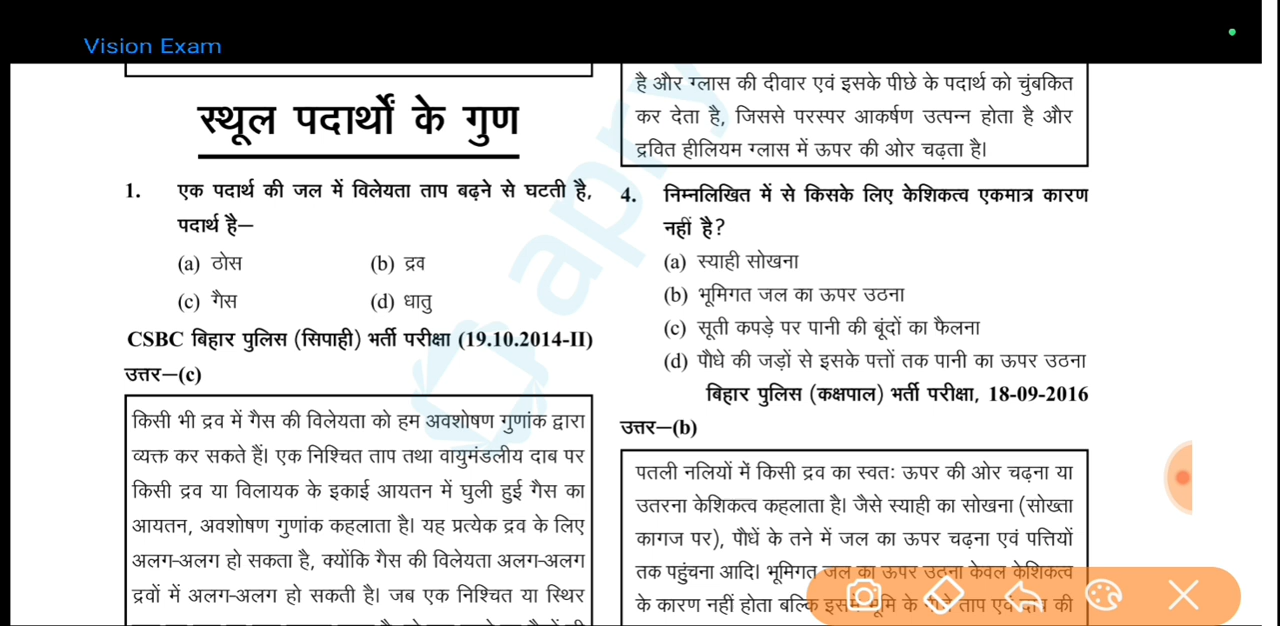 Vision Exam
स्थूल पदार्थों के गुण
1. एक पदार्थ की जल में विलेयता ताप बढ़ने से घटती है,
पदार्थ है—
(a) ठोस (b) द्रव
(c) गैस (d) धातु
CSBC बिहार पुलिस (सिपाही) भर्ती परीक्षा (19.10.2014-II)
उत्तर—(c)
किसी भी द्रव में गैस की विलेयता को हम अवशोषण गुणांक द्वारा
व्यक्त कर सकते हैं। एक निश्चित ताप तथा वायुमंडलीय दाब पर
किसी द्रव या विलायक के इकाई आयतन में घुली हुई गैस का
आयतन, अवशोषण गुणांक कहलाता है। यह प्रत्येक द्रव के लिए
अलग-अलग हो सकता है, क्योंकि गैस की विलेयता अलग-अलग
द्रवों में अलग-अलग हो सकती है। जब एक निश्चित या स्थिर
है और ग्लास की दीवार एवं इसके पीछे के पदार्थ को चुंबकित
कर देता है, जिससे परस्पर आकर्षण उत्पन्न होता है और
द्रवित हीलियम ग्लास में ऊपर की ओर चढ़ता है।
4. निम्नलिखित में से किसके लिए केशिकत्व एकमात्र कारण
नहीं है?
(a) स्याही सोखना
(b) भूमिगत जल का ऊपर उठना
(c) सूती कपड़े पर पानी की बूंदों का फैलना
(d) पौधे की जड़ों से इसके पत्तों तक पानी का ऊपर उठना
बिहार पुलिस (कक्षपाल) भर्ती परीक्षा, 18-09-2016
उत्तर—(b)
पतली नलियों में किसी द्रव का स्वतः ऊपर की ओर चढ़ना या
उतरना केशिकत्व कहलाता है। जैसे स्याही का सोखना (सोख्ता
कागज पर), पौधें के तने में जल का ऊपर चढ़ना एवं पत्तियों
तक पहुंचना आदि। भूमिगत जल का ऊपर उठना केवल केशिकत्व
के कारण नहीं होता बल्कि के ताप एवं दाब की
apry